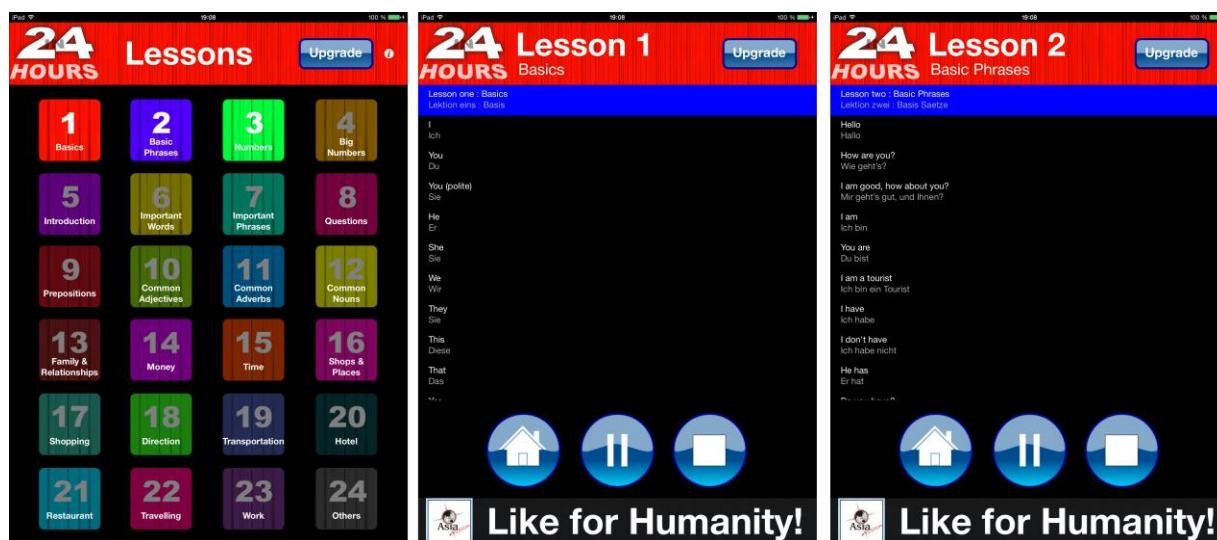 iPad 19:08 100 %
24 HOURS
Lessons
Upgrade
i
1 Basics
2 Basic Phrases
3 Numbers
4 Big Numbers
5 Introduction
6 Important Words
7 Important Phrases
8 Questions
9 Prepositions
10 Common Adjectives
11 Common Adverbs
12 Common Nouns
13 Family & Relationships
14 Money
15 Time
16 Shops & Places
17 Shopping
18 Direction
19 Transportation
20 Hotel
21 Restaurant
22 Travelling
23 Work
24 Others
iPad 19:08 100 %
24 HOURS
Lesson 1
Basics
Upgrade
Lesson one : Basics
Lektion eins : Basis
I
Ich
You
Du
You (polite)
Sie
He
Er
She
Sie
We
Wir
They
Sie
This
Diese
That
Das
Asia
Like for Humanity!
iPad 19:08 100 %
24 HOURS
Lesson 2
Basic Phrases
Upgrade
Lesson two : Basic Phrases
Lektion zwei : Basis Saetze
Hello
Hallo
How are you?
Wie geht's?
I am good, how about you?
Mir geht's gut, und Ihnen?
I am
Ich bin
You are
Du bist
I am a tourist
Ich bin ein Tourist
I have
Ich habe
I don't have
Ich habe nicht
He has
Er hat
Asia
Like for Humanity!